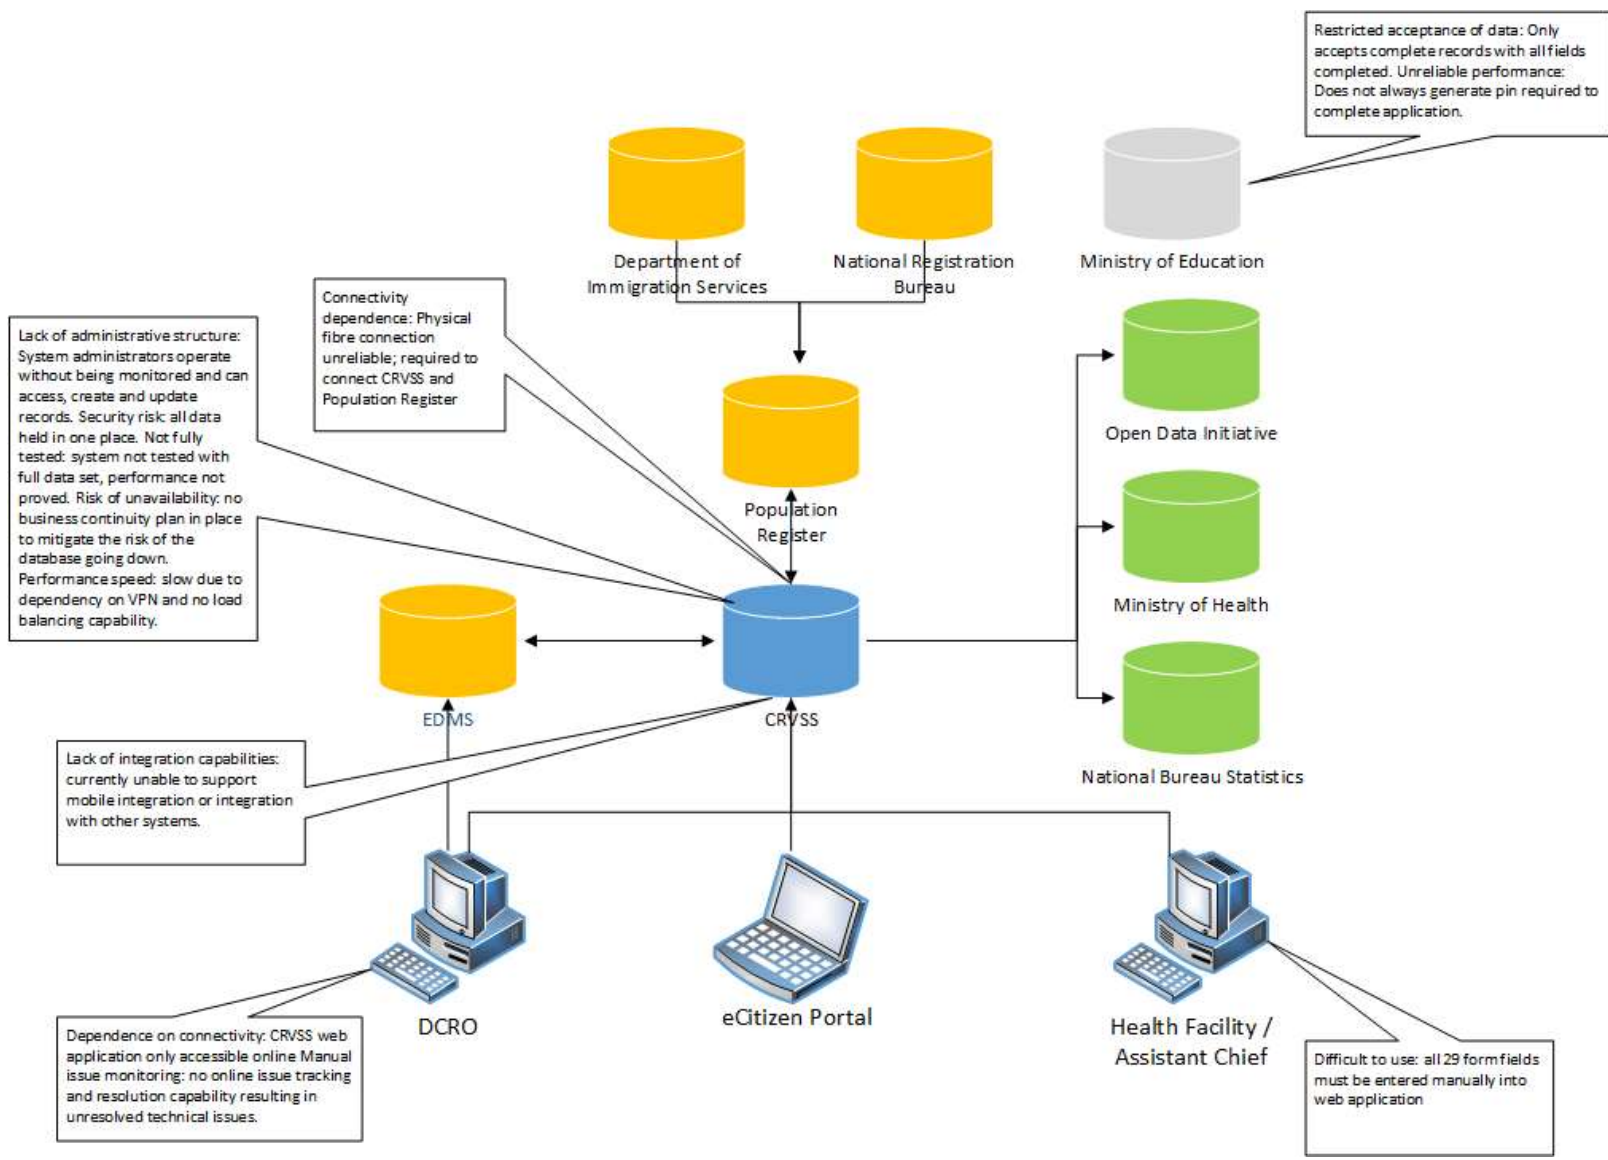 Restricted acceptance of data: Only
accepts complete records with all fields
completed. Unreliable performance:
Does not always generate pin required to
complete application.
Department of
Immigration Services
National Registration
Bureau
Ministry of Education
Connectivity
dependence: Physical
fibre connection
unreliable; required to
connect CRVSS and
Population Register
Lack of administrative structure:
System administrators operate
without being monitored and can
access, create and update
records. Security risk: all data
held in one place. Not fully
tested: system not tested with
full data set, performance not
proved. Risk of unavailability: no
business continuity plan in place
to mitigate the risk of the
database going down.
Performance speed: slow due to
dependency on VPN and no load
balancing capability.
Open Data Initiative
Population
Register
Ministry of Health
EDMS
CRVSS
National Bureau Statistics
Lack of integration capabilities:
currently unable to support
mobile integration or integration
with other systems.
DCRO
eCitizen Portal
Health Facility /
Assistant Chief
Dependence on connectivity: CRVSS web
application only accessible online Manual
issue monitoring: no online issue tracking
and resolution capability resulting in
unresolved technical issues.
Difficult to use: all 29 form fields
must be entered manually into
web application